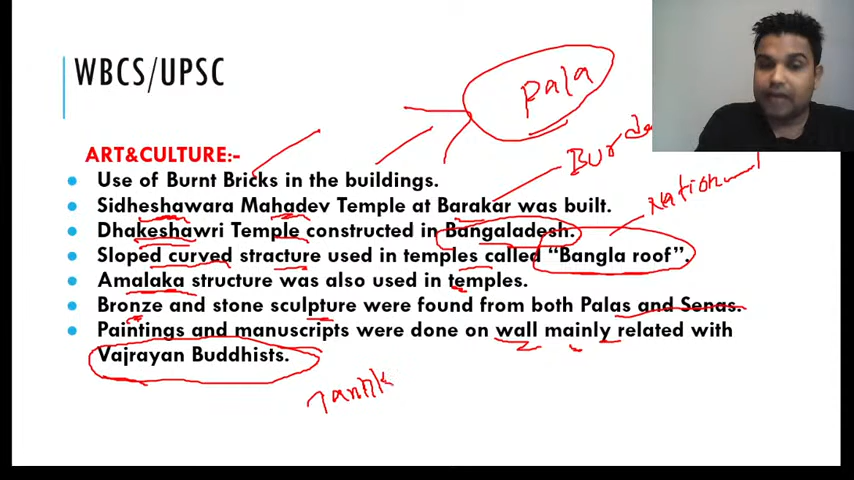 WBCS/UPSC
Pala
Burde
National
ART&CULTURE:-
Use of Burnt Bricks in the buildings.
Sidheshawara Mahadev Temple at Barakar was built.
Dhakeshawri Temple constructed in Bangaladesh.
Sloped curved stracture used in temples called “Bangla roof”.
Amalaka structure was also used in temples.
Bronze and stone sculpture were found from both Palas and Senas.
Paintings and manuscripts were done on wall mainly related with
Vajrayan Buddhists.